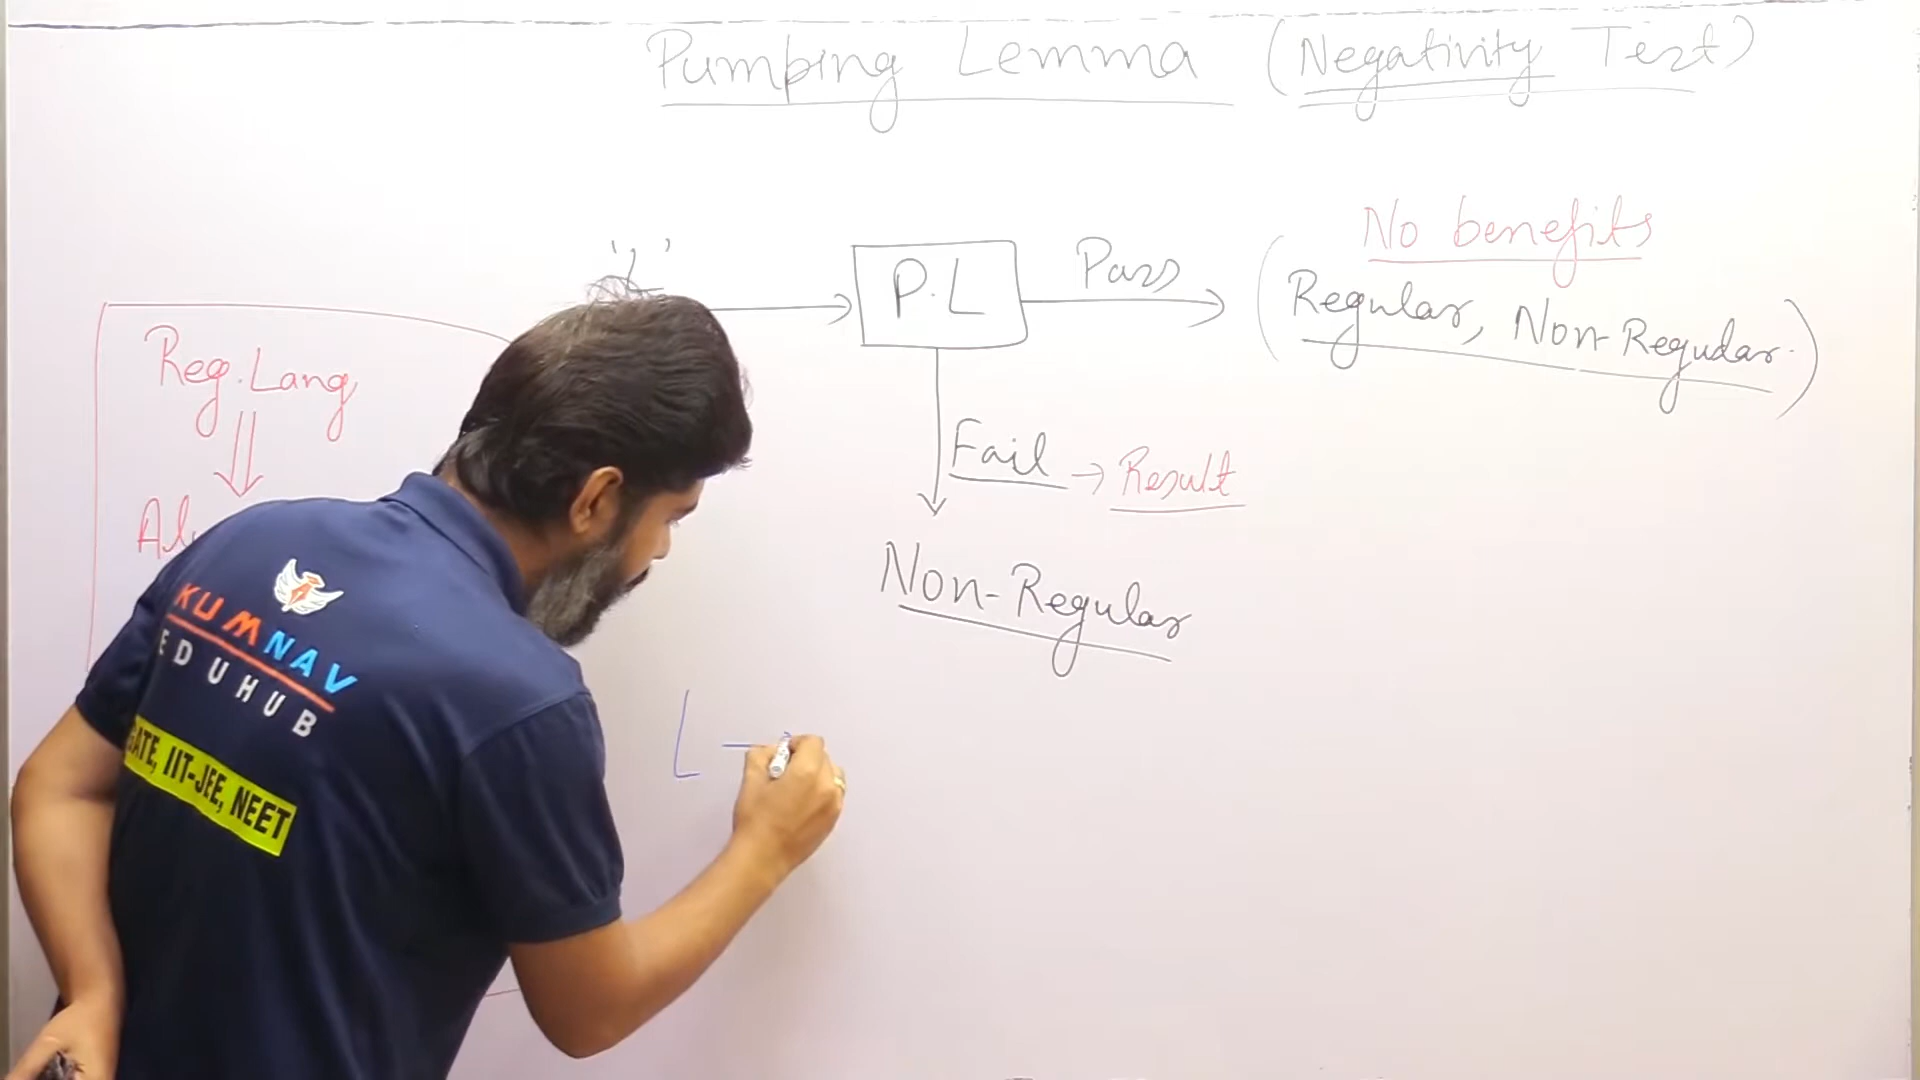 Pumping Lemma (Negativity Test)
No benefits
'L'
P.L
Pass
(Regular, Non-Regular.)
Reg. Lang
Fail → Result
Non-Regular
KUMNAV
EDUHUB
GATE, IIT-JEE, NEET
L